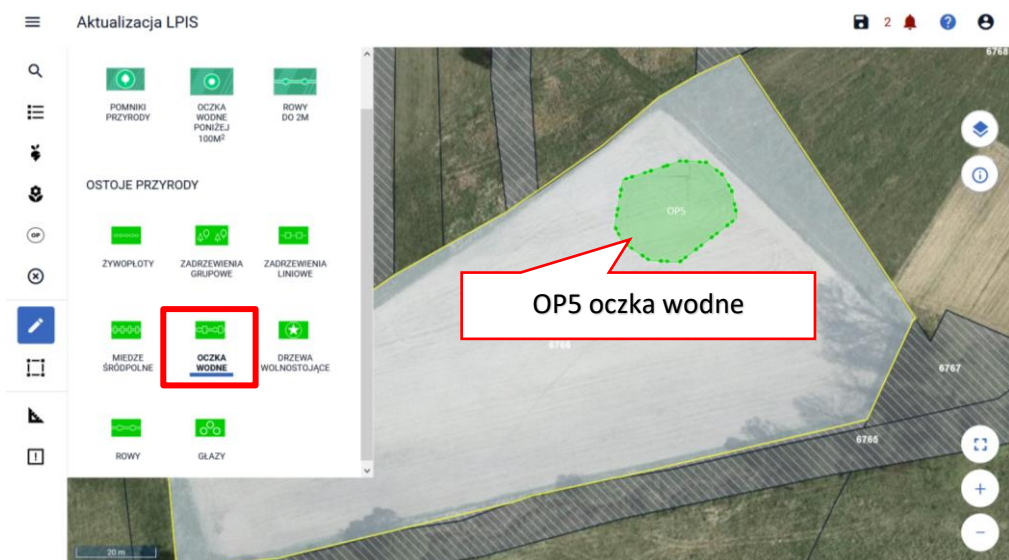 Aktualizacja LPIS
2
POMNIKI
PRZYRODY
OCZKA
WODNE
PONIŻEJ
100M²
ROWY
DO 2M
OSTOJE PRZYRODY
ŻYWOPŁOTY
ZADRZEWIENIA
GRUPOWE
ZADRZEWIENIA
LINIOWE
MIEDZE
ŚRÓDPOLNE
OCZKA
WODNE
DRZEWA
WOLNOSTOJĄCE
ROWY
GŁAZY
OP
6768
OP5
OP5 oczka wodne
6766
6767
6765
20 m